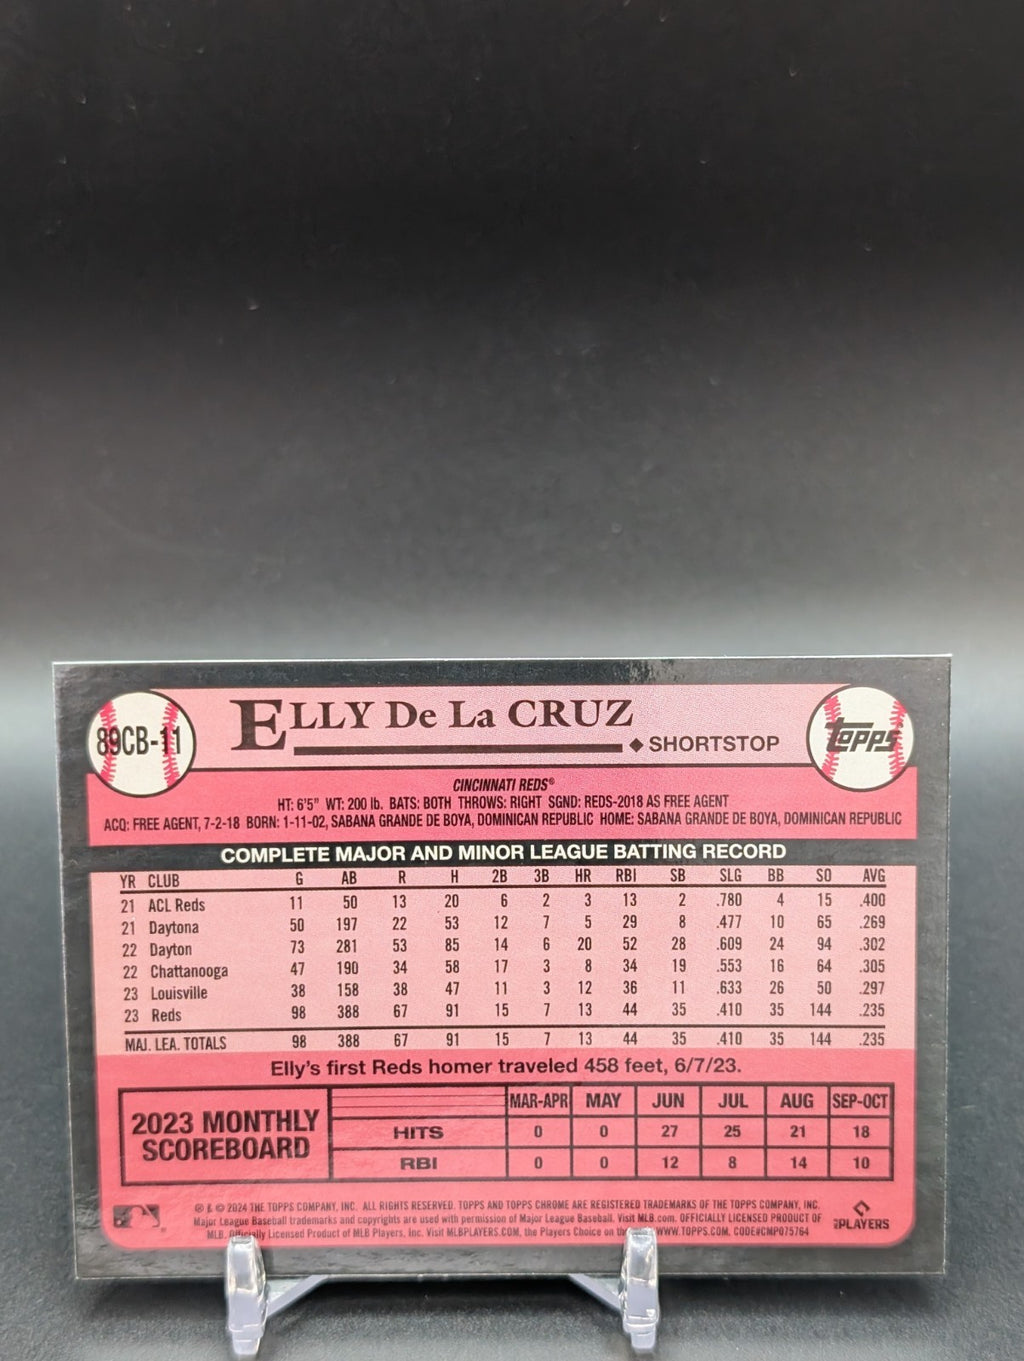 89CB-11
ELLY De La CRUZ
◆ SHORTSTOP
TOPPS
CINCINNATI REDS®
HT: 6'5" WT: 200 lb. BATS: BOTH THROWS: RIGHT SGND: REDS-2018 AS FREE AGENT
ACQ: FREE AGENT, 7-2-18 BORN: 1-11-02, SABANA GRANDE DE BOYA, DOMINICAN REPUBLIC HOME: SABANA GRANDE DE BOYA, DOMINICAN REPUBLIC
COMPLETE MAJOR AND MINOR LEAGUE BATTING RECORD
YR CLUB G AB R H 2B 3B HR RBI SB SLG BB SO AVG
21 ACL Reds 11 50 13 20 6 2 3 13 2 .780 4 15 .400
21 Daytona 50 197 22 53 12 7 5 29 8 .477 10 65 .269
22 Dayton 73 281 53 85 14 6 20 52 28 .609 24 94 .302
22 Chattanooga 47 190 34 58 17 3 8 34 19 .553 16 64 .305
23 Louisville 38 158 38 47 11 3 12 36 11 .633 26 50 .297
23 Reds 98 388 67 91 15 7 13 44 35 .410 35 144 .235
MAJ. LEA. TOTALS 98 388 67 91 15 7 13 44 35 .410 35 144 .235
Elly's first Reds homer traveled 458 feet, 6/7/23.
2023 MONTHLY SCOREBOARD
MAR-APR MAY JUN JUL AUG SEP-OCT
HITS 0 0 27 25 21 18
RBI 0 0 12 8 14 10
® & © 2024 THE TOPPS COMPANY, INC. ALL RIGHTS RESERVED. TOPPS AND TOPPS CHROME ARE REGISTERED TRADEMARKS OF THE TOPPS COMPANY, INC.
Major League Baseball trademarks and copyrights are used with permission of Major League Baseball. Visit MLB.com. OFFICIALLY LICENSED PRODUCT OF
MLB. Officially Licensed Product of MLB Players, Inc. Visit MLBPLAYERS.COM, the Players Choice on WWW.TOPPS.COM, CODE#CMP075764
PLAYERS